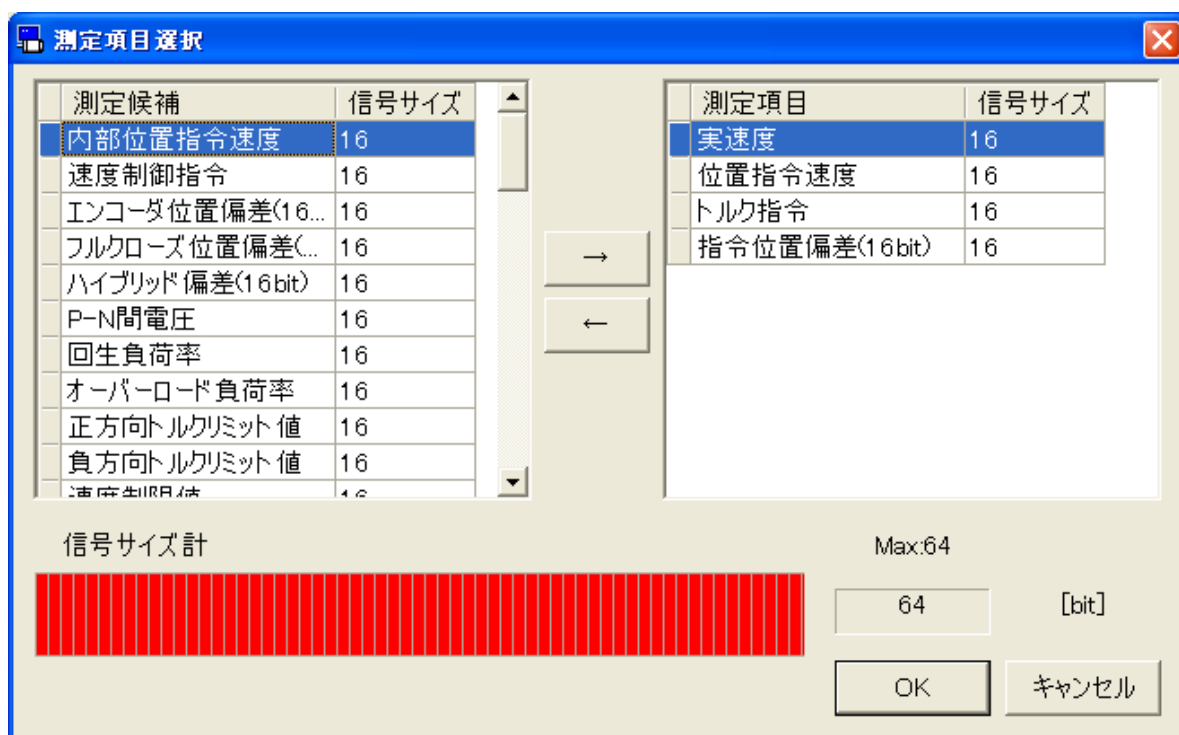 測定項目選択
測定候補 信号サイズ
内部位置指令速度 16
速度制御指令 16
エンコーダ位置偏差(16... 16
フルクローズ位置偏差(... 16
ハイブリッド偏差(16bit) 16
P-N間電圧 16
回生負荷率 16
オーバーロード負荷率 16
正方向トルクリミット値 16
負方向トルクリミット値 16
速度制限値 16
→
←
測定項目 信号サイズ
実速度 16
位置指令速度 16
トルク指令 16
指令位置偏差(16bit) 16
信号サイズ計
Max:64
64 [bit]
OK キャンセル